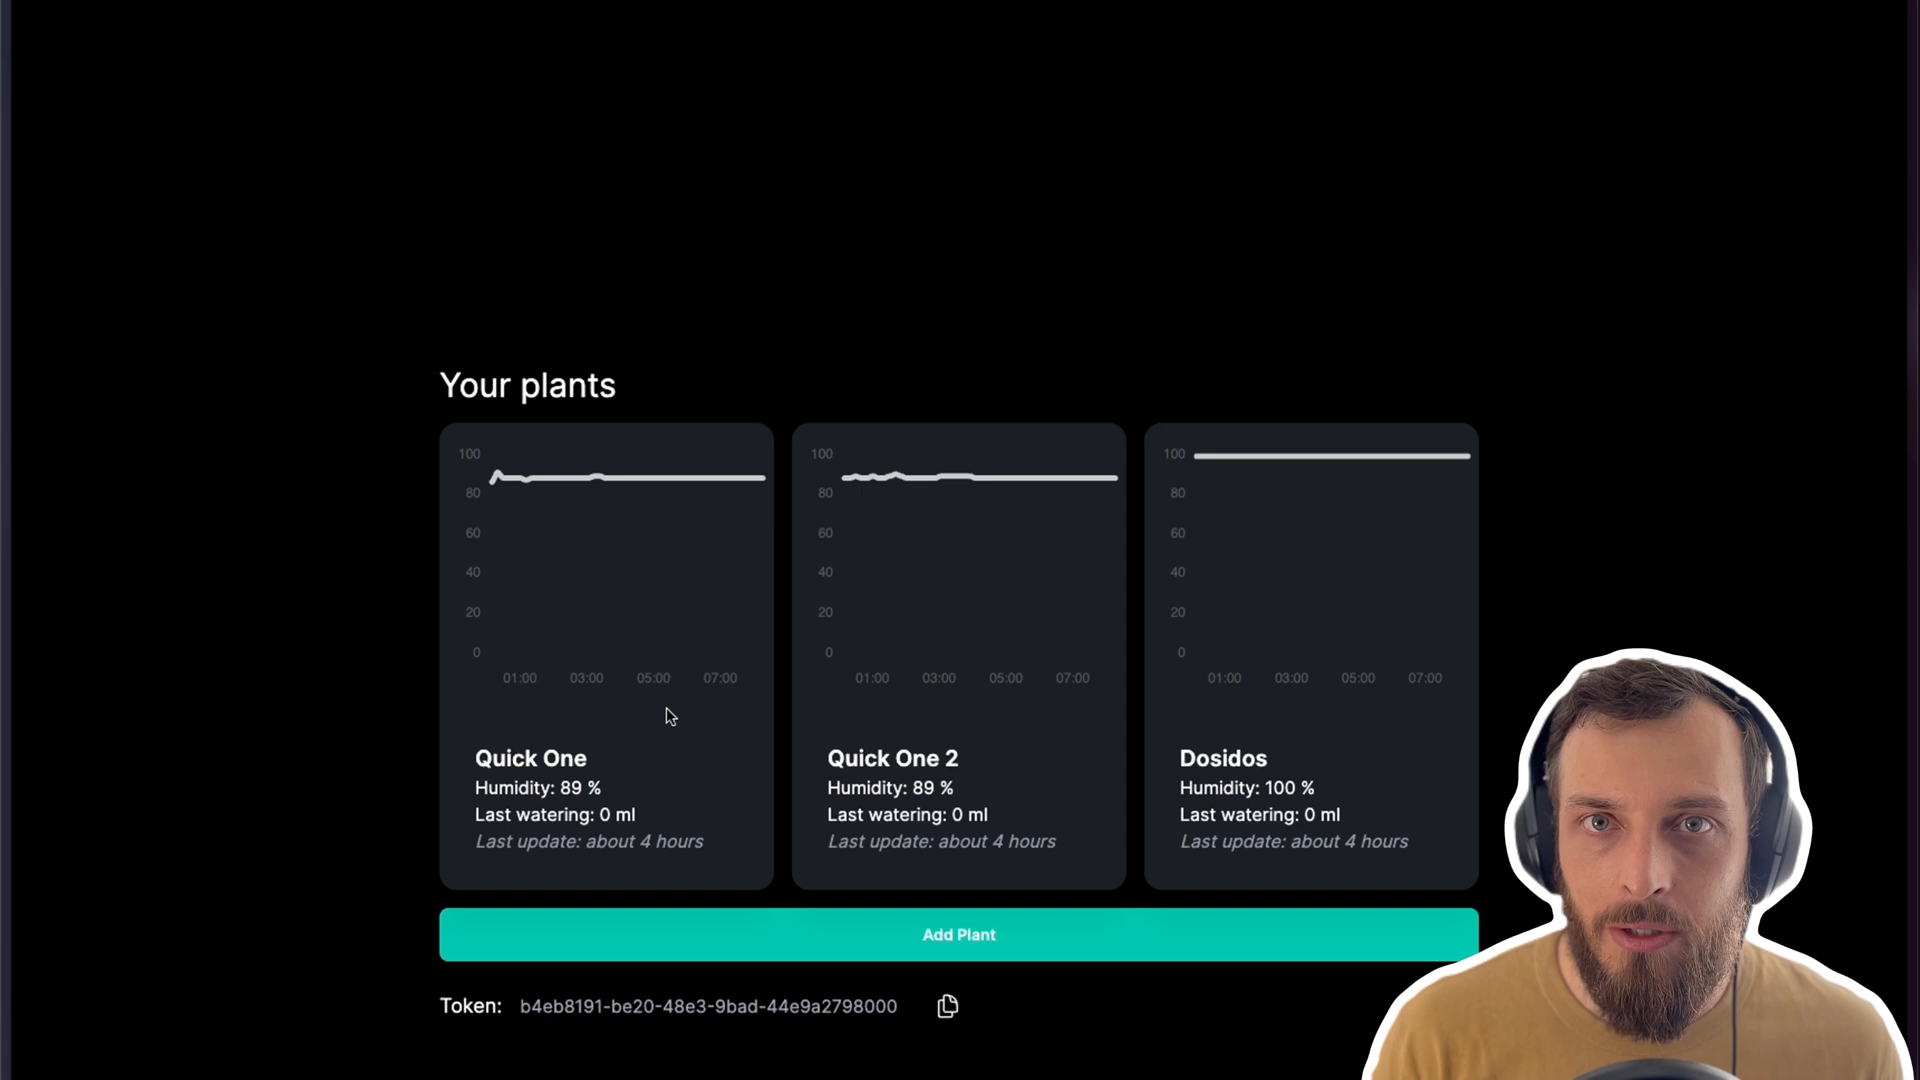 Your plants
100
80
60
40
20
0
01:00 03:00 05:00 07:00
Quick One
Humidity: 89 %
Last watering: 0 ml
Last update: about 4 hours
100
80
60
40
20
0
01:00 03:00 05:00 07:00
Quick One 2
Humidity: 89 %
Last watering: 0 ml
Last update: about 4 hours
100
80
60
40
20
0
01:00 03:00 05:00 07:00
Dosidos
Humidity: 100 %
Last watering: 0 ml
Last update: about 4 hours
Add Plant
Token: b4eb8191-be20-48e3-9bad-44e9a2798000